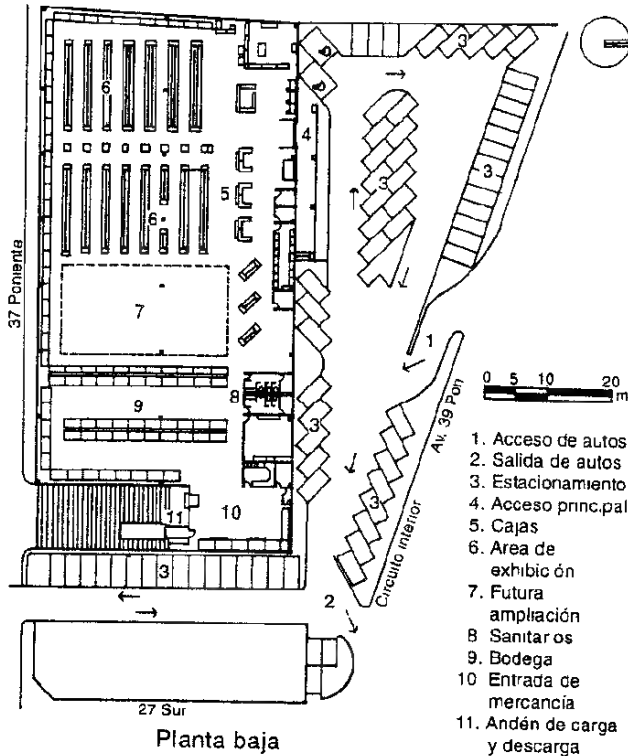 3
3
6
4
3
3
5
6
37 Poniente
7
1
8
9
3
3
Av. 39 Pon
Circuito interior
11
10
3
2
27 Sur
Planta baja
0 5 10 20
m
1. Acceso de autos
2. Salida de autos
3. Estacionamiento
4. Acceso princ.pal
5. Cajas
6. Area de
exhibic ón
7. Futura
ampliación
8 Sanitar os
9. Bodega
10 Entrada de
mercancía
11. Andén de carga
y descarga